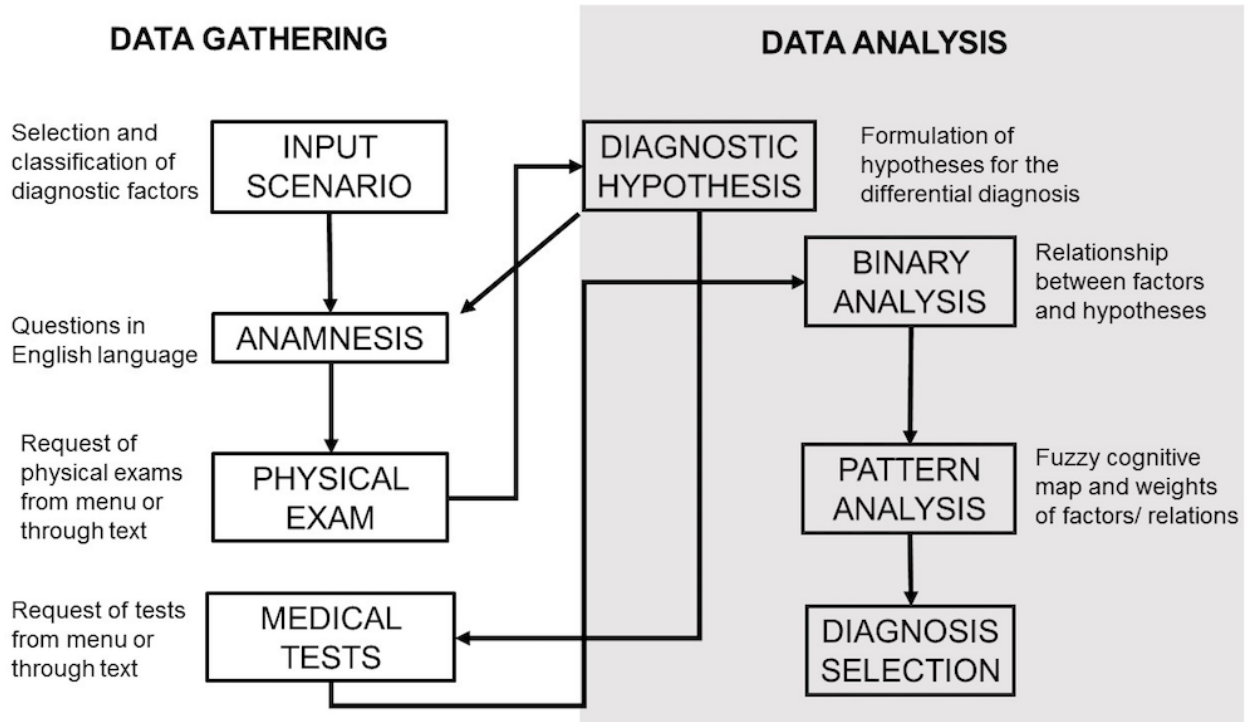 DATA GATHERING
DATA ANALYSIS
Selection and
classification of
diagnostic factors
INPUT
SCENARIO
DIAGNOSTIC
HYPOTHESIS
Formulation of
hypotheses for the
differential diagnosis
BINARY
ANALYSIS
Relationship
between factors
and hypotheses
Questions in
English language
ANAMNESIS
Request of
physical exams
from menu or
through text
PHYSICAL
EXAM
PATTERN
ANALYSIS
Fuzzy cognitive
map and weights
of factors/ relations
Request of tests
from menu or
through text
MEDICAL
TESTS
DIAGNOSIS
SELECTION